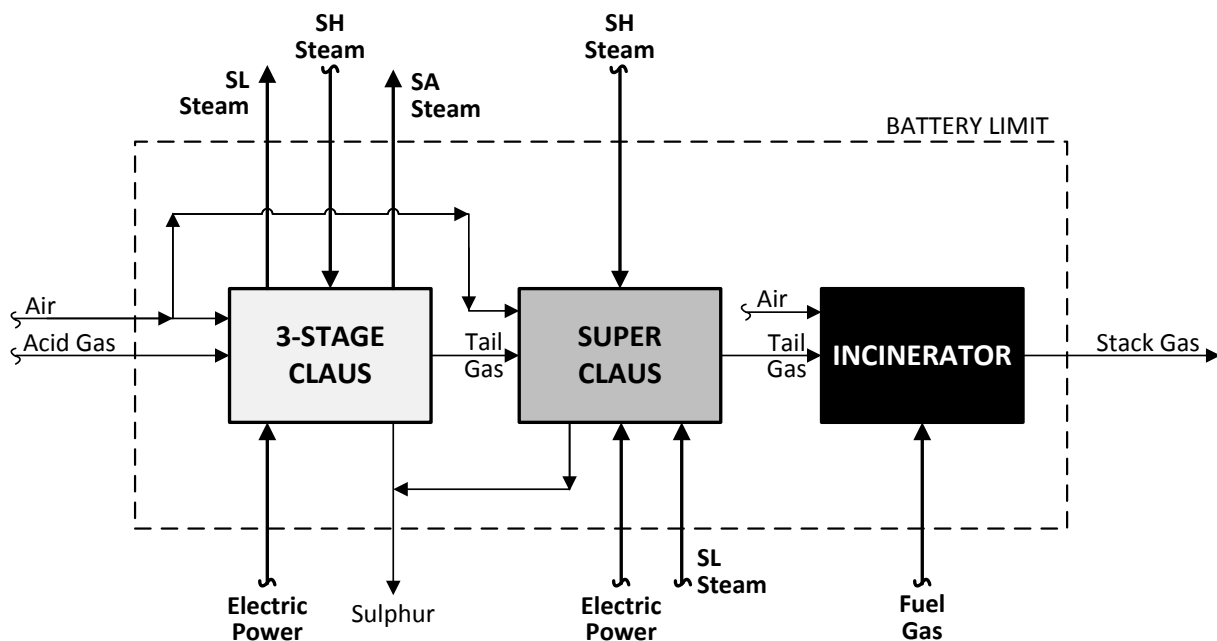 SH
Steam
SH
Steam
SL
Steam
SA
Steam
BATTERY LIMIT
Air
Acid Gas
3-STAGE
CLAUS
Tail
Gas
SUPER
CLAUS
Air
Tail
Gas
INCINERATOR
Stack Gas
Electric
Power
Sulphur
Electric
Power
SL
Steam
Fuel
Gas